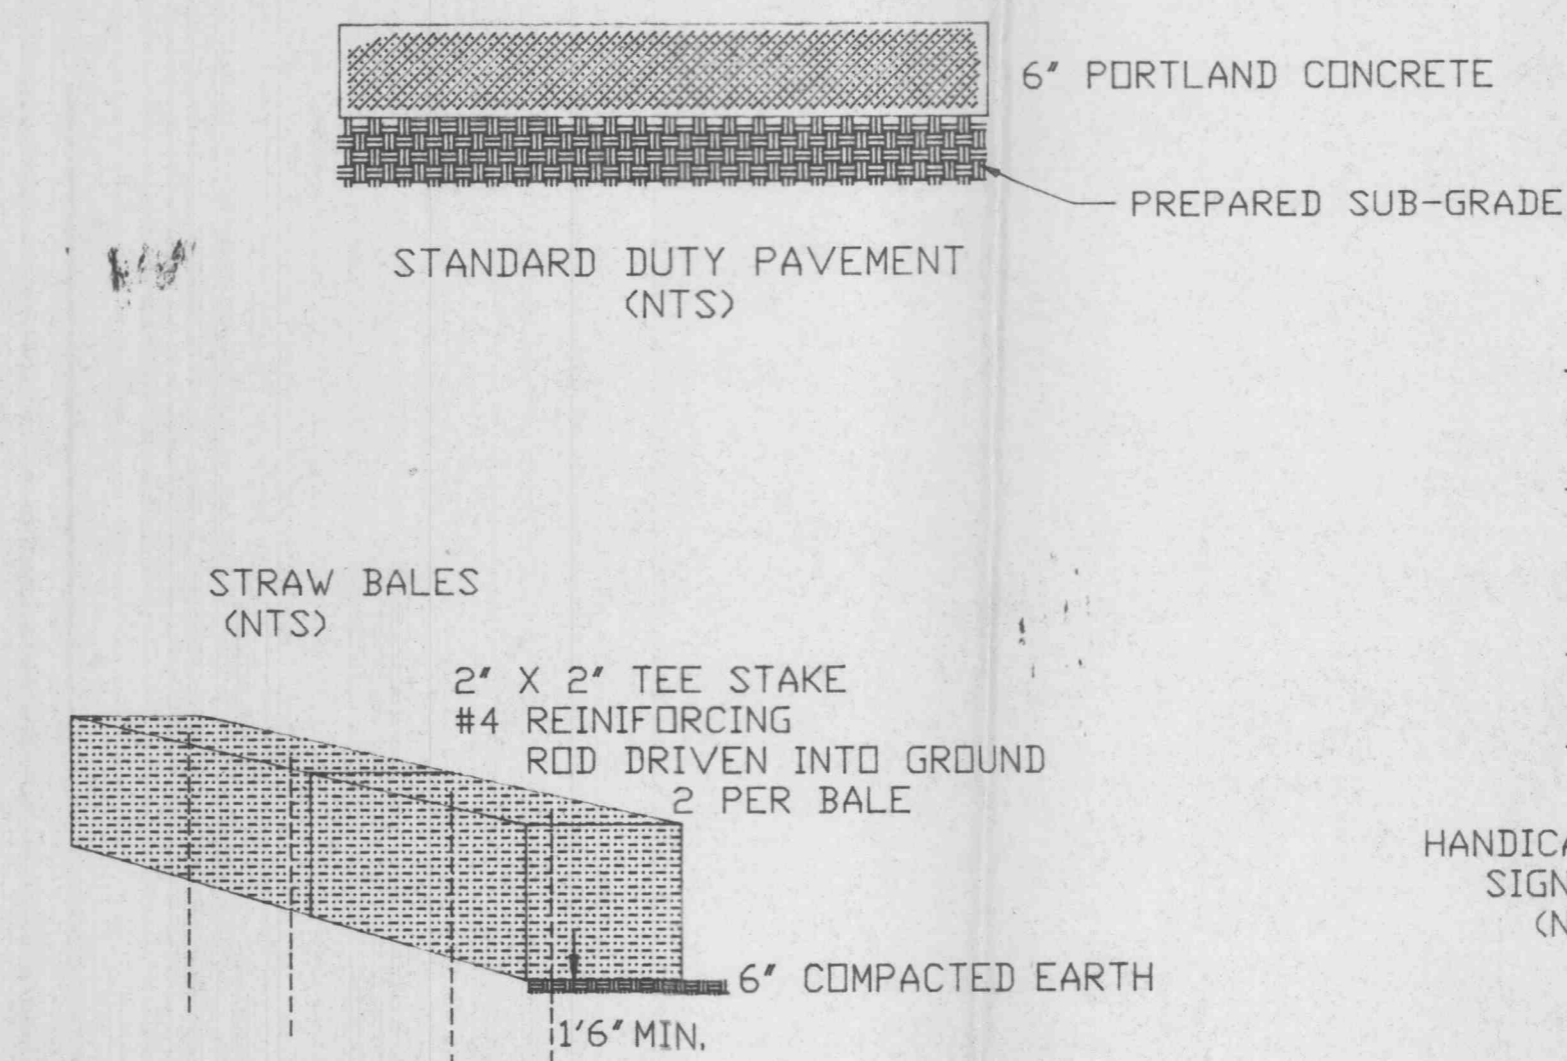 6" PORTLAND CONCRETE
PREPARED SUB-GRADE
STANDARD DUTY PAVEMENT
(NTS)
STRAW BALES
(NTS)
2" X 2" TEE STAKE
#4 REINIFORCING
ROD DRIVEN INTO GROUND
2 PER BALE
6" COMPACTED EARTH
1'6" MIN.
SIGN